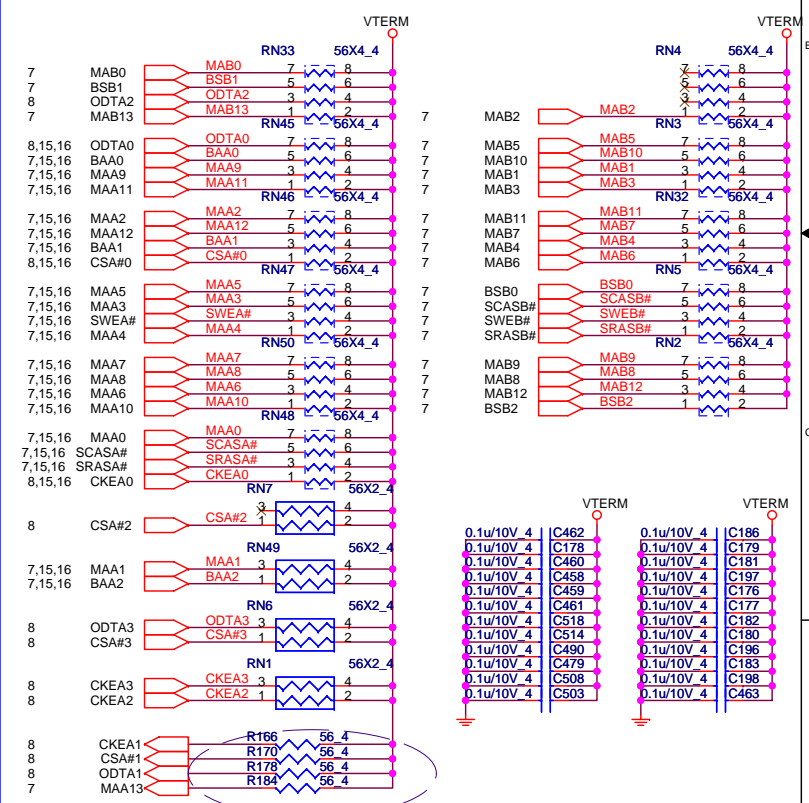 VTERM
RN33 56X4_4
7 MAB0 MAB0 7 8
7 BSB1 BSB1 5 6
8 ODTA2 ODTA2 3 4
7 MAB13 MAB13 1 2
RN45 56X4_4
8,15,16 ODTA0 ODTA0 7 8
7,15,16 BAA0 BAA0 5 6
7,15,16 MAA9 MAA9 3 4
7,15,16 MAA11 MAA11 1 2
RN46 56X4_4
7,15,16 MAA2 MAA2 7 8
7,15,16 MAA12 MAA12 5 6
7,15,16 BAA1 BAA1 3 4
8,15,16 CSA#0 CSA#0 1 2
RN47 56X4_4
7,15,16 MAA5 MAA5 7 8
7,15,16 MAA3 MAA3 5 6
7,15,16 SWEA# SWEA# 3 4
7,15,16 MAA4 MAA4 1 2
RN50 56X4_4
7,15,16 MAA7 MAA7 7 8
7,15,16 MAA8 MAA8 5 6
7,15,16 MAA6 MAA6 3 4
7,15,16 MAA10 MAA10 1 2
RN48 56X4_4
7,15,16 MAA0 MAA0 7 8
7,15,16 SCASA# SCASA# 5 6
7,15,16 SRASA# SRASA# 3 4
8,15,16 CKEA0 CKEA0 1 2
RN7 56X2_4
3 4
8 CSA#2 CSA#2 1 2
RN49 56X2_4
7,15,16 MAA1 MAA1 3 4
7,15,16 BAA2 BAA2 1 2
RN6 56X2_4
8 ODTA3 ODTA3 3 4
8 CSA#3 CSA#3 1 2
RN1 56X2_4
8 CKEA3 CKEA3 3 4
8 CKEA2 CKEA2 1 2
8 CKEA1 R166 56_4
8 CSA#1 R170 56_4
8 ODTA1 R178 56_4
7 MAA13 R184 56_4
VTERM
RN4 56X4_4
7 8
5 6
3 4
7 MAB2 MAB2 1 2
RN3 56X4_4
7 MAB5 MAB5 7 8
7 MAB10 MAB10 5 6
7 MAB1 MAB1 3 4
7 MAB3 MAB3 1 2
RN32 56X4_4
7 MAB11 MAB11 7 8
7 MAB7 MAB7 5 6
7 MAB4 MAB4 3 4
7 MAB6 MAB6 1 2
RN5 56X4_4
7 BSB0 BSB0 7 8
7 SCASB# SCASB# 5 6
7 SWEB# SWEB# 3 4
7 SRASB# SRASB# 1 2
RN2 56X4_4
7 MAB9 MAB9 7 8
7 MAB8 MAB8 5 6
7 MAB12 MAB12 3 4
7 BSB2 BSB2 1 2
VTERM
0.1u/10V_4 C462
0.1u/10V_4 C178
0.1u/10V_4 C460
0.1u/10V_4 C458
0.1u/10V_4 C459
0.1u/10V_4 C461
0.1u/10V_4 C518
0.1u/10V_4 C514
0.1u/10V_4 C490
0.1u/10V_4 C479
0.1u/10V_4 C508
0.1u/10V_4 C503
VTERM
0.1u/10V_4 C186
0.1u/10V_4 C179
0.1u/10V_4 C181
0.1u/10V_4 C197
0.1u/10V_4 C176
0.1u/10V_4 C177
0.1u/10V_4 C182
0.1u/10V_4 C180
0.1u/10V_4 C196
0.1u/10V_4 C183
0.1u/10V_4 C198
0.1u/10V_4 C463